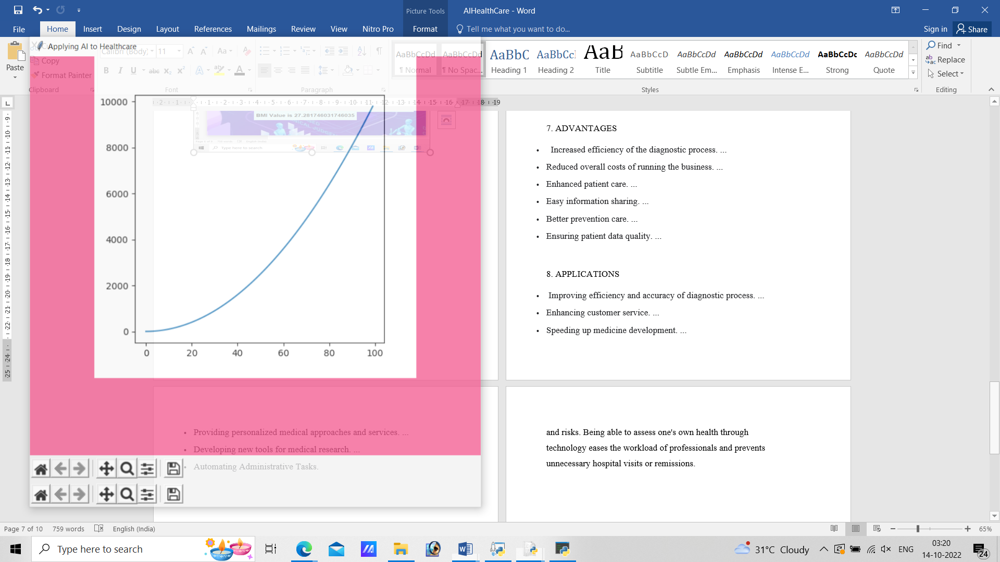 Picture Tools
AIHealthCare - Word
File Home Insert Design Layout References Mailings Review View Nitro Pro Format Tell me what you want to do... Sign in Share
Applying AI to Healthcare
Paste
Copy
Format Painter
Clipboard
Calibri (Body) 11
Font
Paragraph
AaBbCcDd AaBbCcDd AaBbC AaBbCc AaB AaBbCcD AaBbCcDd AaBbCcDd AaBbCcDd AaBbCcDc AaBbCcDd
¶ Normal ¶ No Spac... Heading 1 Heading 2 Title Subtitle Subtle Em... Emphasis Intense E... Strong Quote
Styles
Find
Replace
Select
Editing
10000
8000
6000
4000
2000
0
0 20 40 60 80 100
BMI Value is 27.281746031746035
Type here to search
7. ADVANTAGES
• Increased efficiency of the diagnostic process. ...
• Reduced overall costs of running the business. ...
• Enhanced patient care. ...
• Easy information sharing. ...
• Better prevention care. ...
• Ensuring patient data quality. ...
8. APPLICATIONS
• Improving efficiency and accuracy of diagnostic process. ...
• Enhancing customer service. ...
• Speeding up medicine development. ...
• Providing personalized medical approaches and services. ...
• Developing new tools for medical research. ...
• Automating Administrative Tasks.
and risks. Being able to assess one's own health through
technology eases the workload of professionals and prevents
unnecessary hospital visits or remissions.
Page 7 of 10 759 words English (India) 65%
Type here to search
31°C Cloudy
ENG
03:20
14-10-2022
24